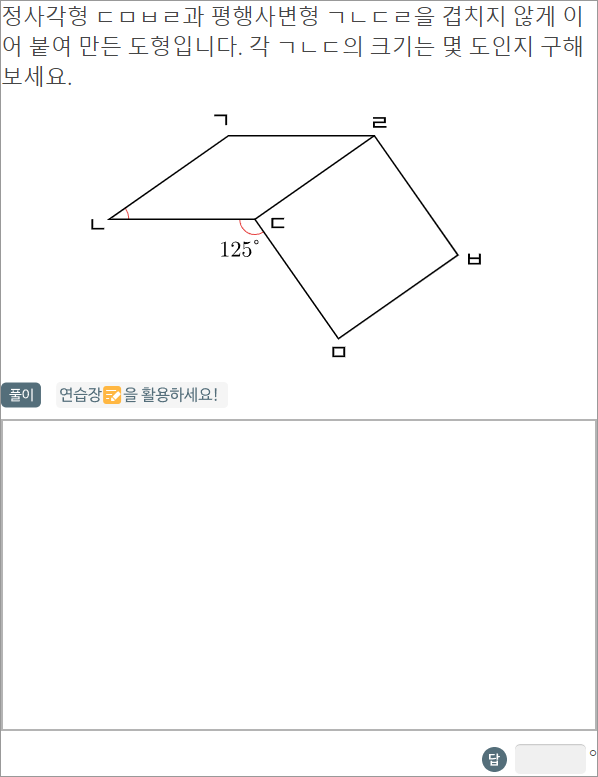 정사각형 ㄷㅁㅂㄹ과 평행사변형 ㄱㄴㄷㄹ을 겹치지 않게 이
어 붙여 만든 도형입니다. 각 ㄱㄴㄷ의 크기는 몇 도인지 구해
보세요.
ㄱ
ㄹ
ㄴ
ㄷ
125°
ㅂ
ㅁ
풀이 연습장을 활용하세요!
답 °